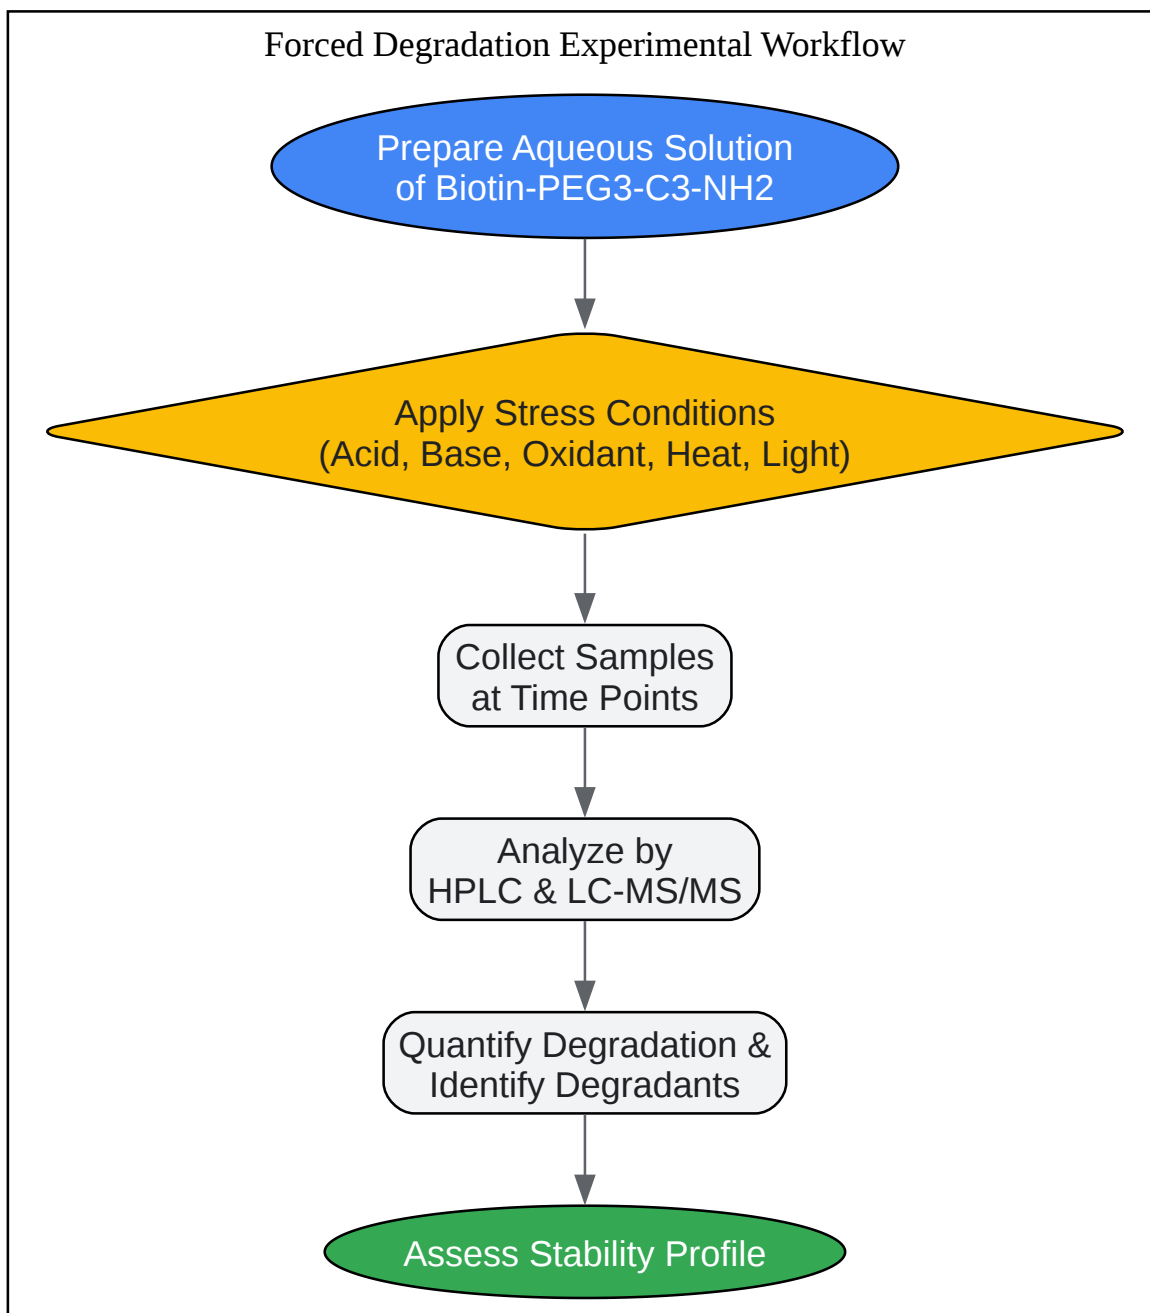 Forced Degradation Experimental Workflow
Prepare Aqueous Solution
of Biotin-PEG3-C3-NH2
Apply Stress Conditions
(Acid, Base, Oxidant, Heat, Light)
Collect Samples
at Time Points
Analyze by
HPLC & LC-MS/MS
Quantify Degradation &
Identify Degradants
Assess Stability Profile